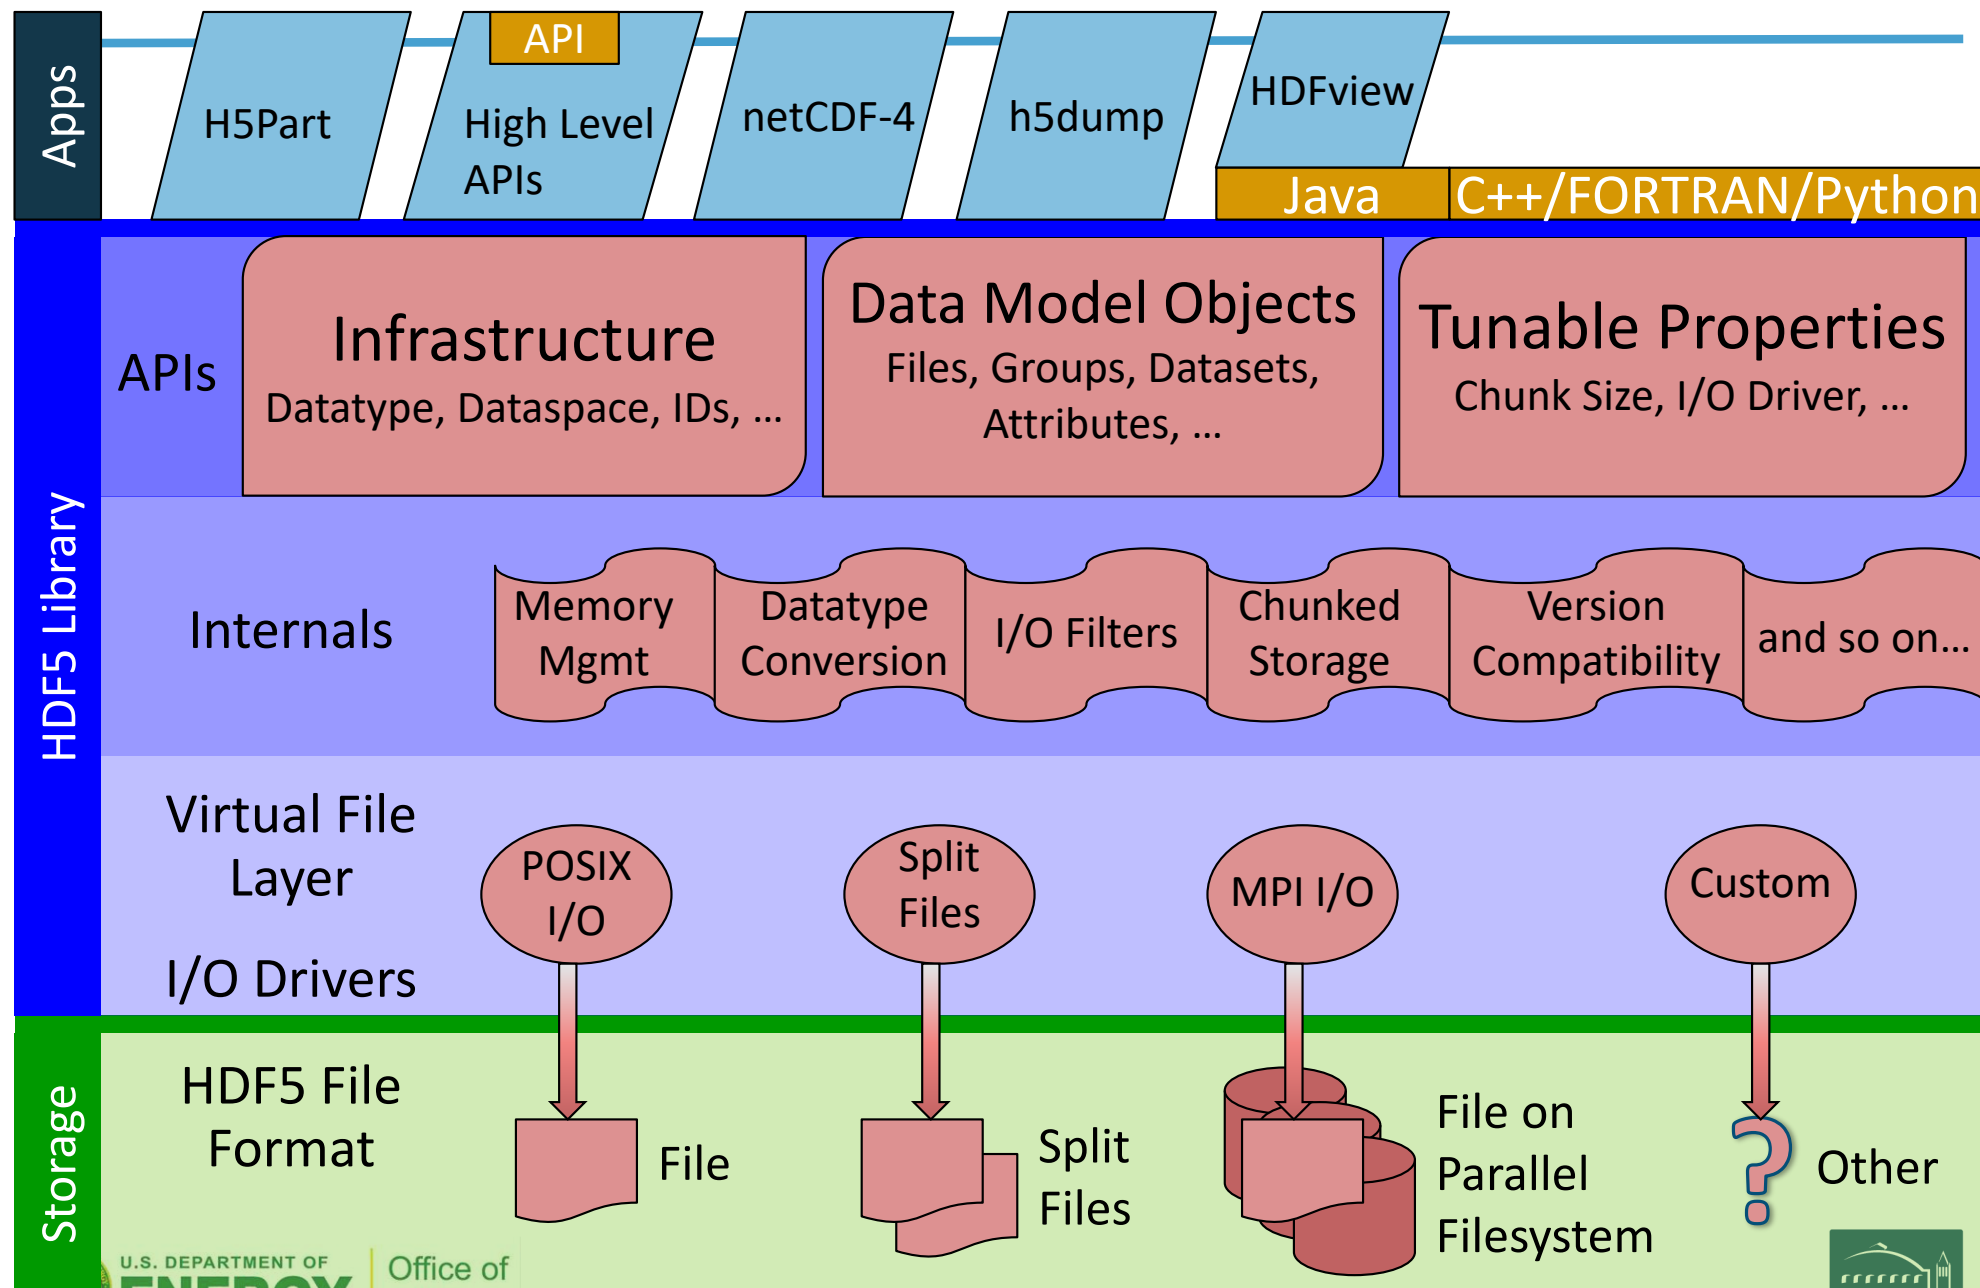 Apps
H5Part
API
High Level
APIs
netCDF-4
h5dump
HDFview
Java
C++/FORTRAN/Python
HDF5 Library
APIs
Infrastructure
Datatype, Dataspace, IDs, …
Data Model Objects
Files, Groups, Datasets,
Attributes, …
Tunable Properties
Chunk Size, I/O Driver, …
Internals
Memory
Mgmt
Datatype
Conversion
I/O Filters
Chunked
Storage
Version
Compatibility
and so on…
Virtual File
Layer
I/O Drivers
POSIX
I/O
Split
Files
MPI I/O
Custom
Storage
HDF5 File
Format
File
Split
Files
File on
Parallel
Filesystem
?
Other
U.S. DEPARTMENT OF
ENERGY
Office of